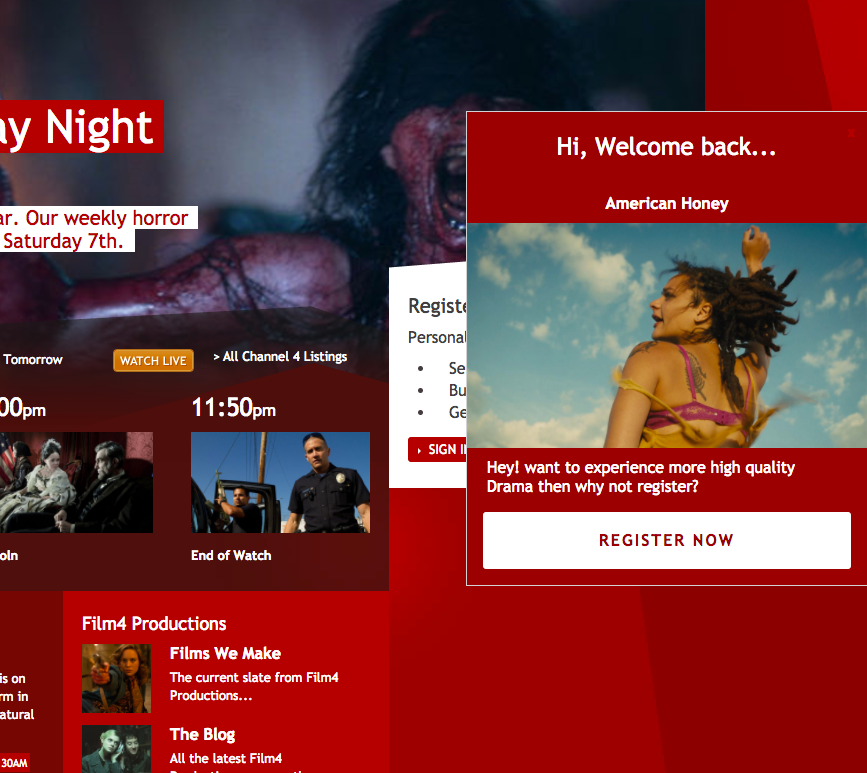 ay Night
ar. Our weekly horror
Saturday 7th.
Tomorrow
WATCH LIVE
> All Channel 4 Listings
00pm
11:50pm
oln
End of Watch
Registe
Personal
Se
Bu
Ge
SIGN I
Hi, Welcome back...
American Honey
Hey! want to experience more high quality
Drama then why not register?
REGISTER NOW
is on
rm in
atural
30AM
Film4 Productions
Films We Make
The current slate from Film4
Productions...
The Blog
All the latest Film4